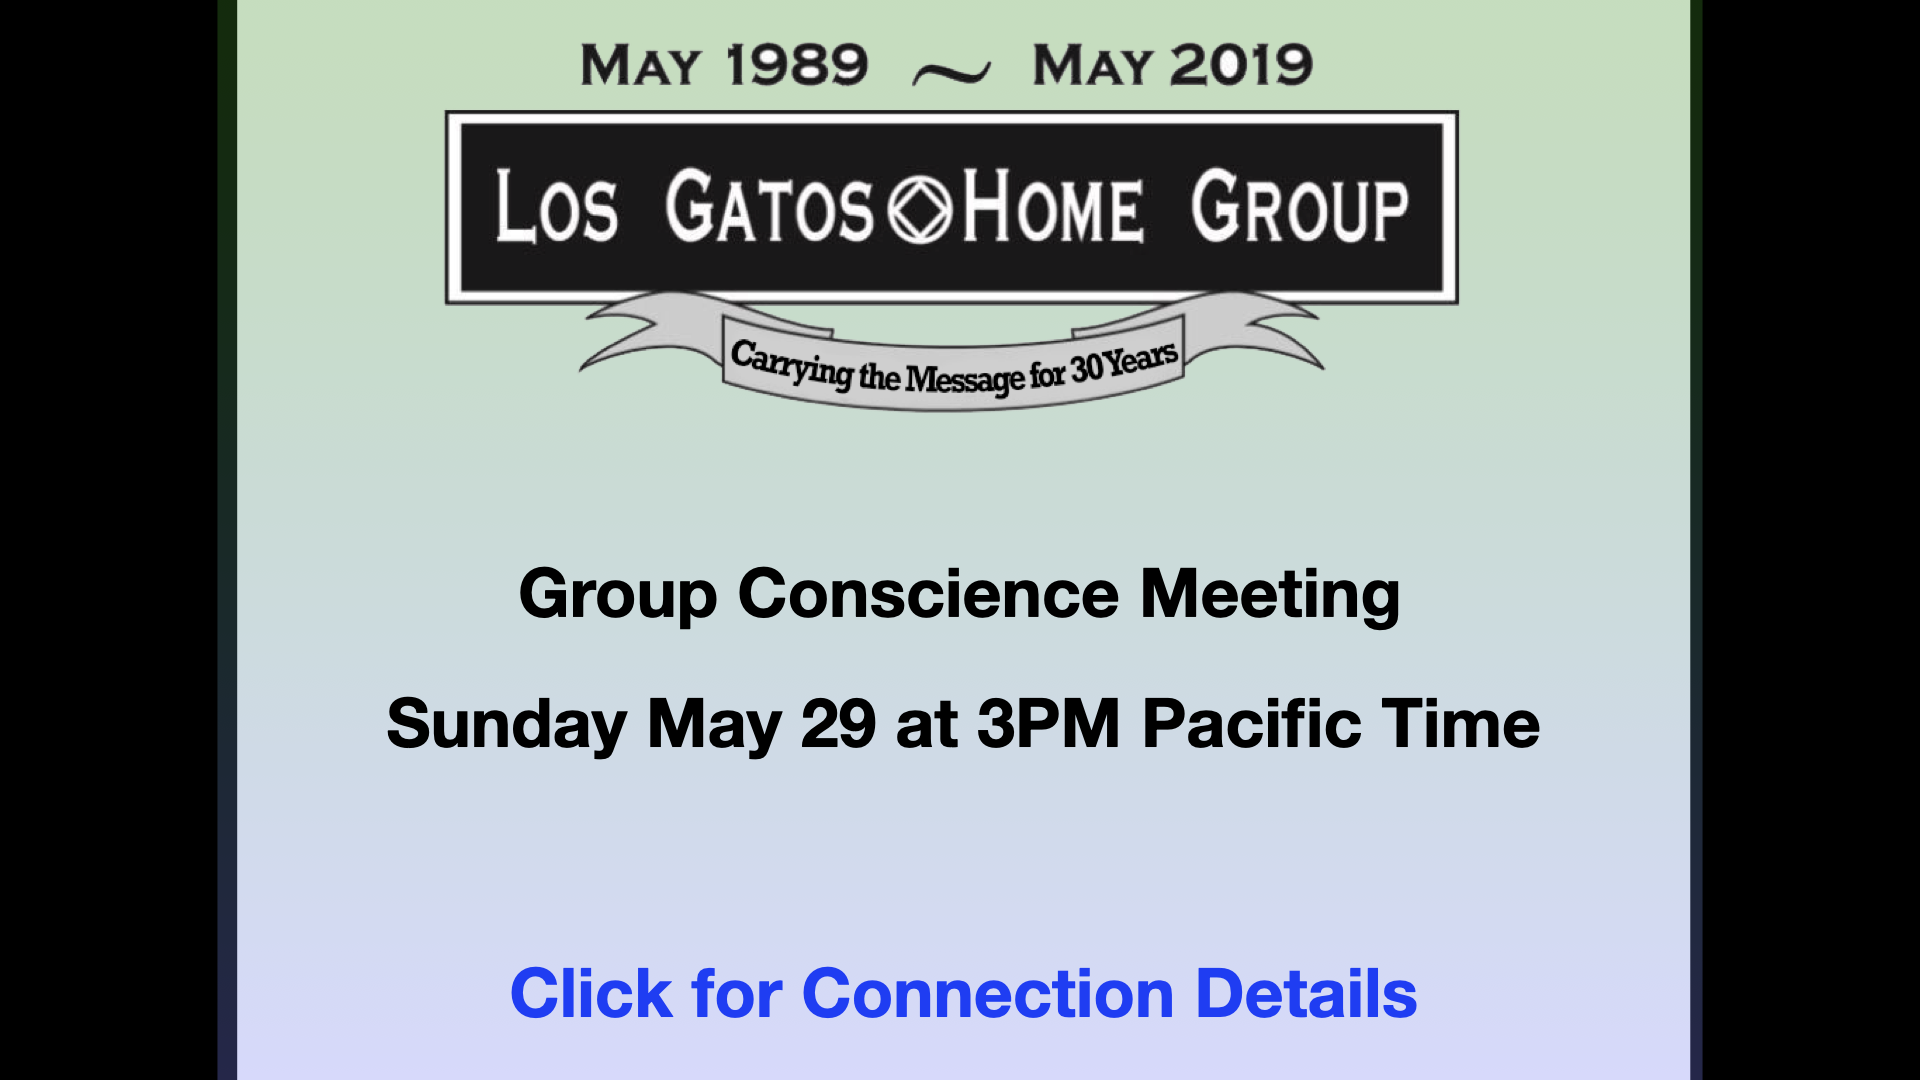 May 1989 ~ May 2019
Los Gatos Home Group
Carrying the Message for 30 Years
Group Conscience Meeting
Sunday May 29 at 3PM Pacific Time
Click for Connection Details